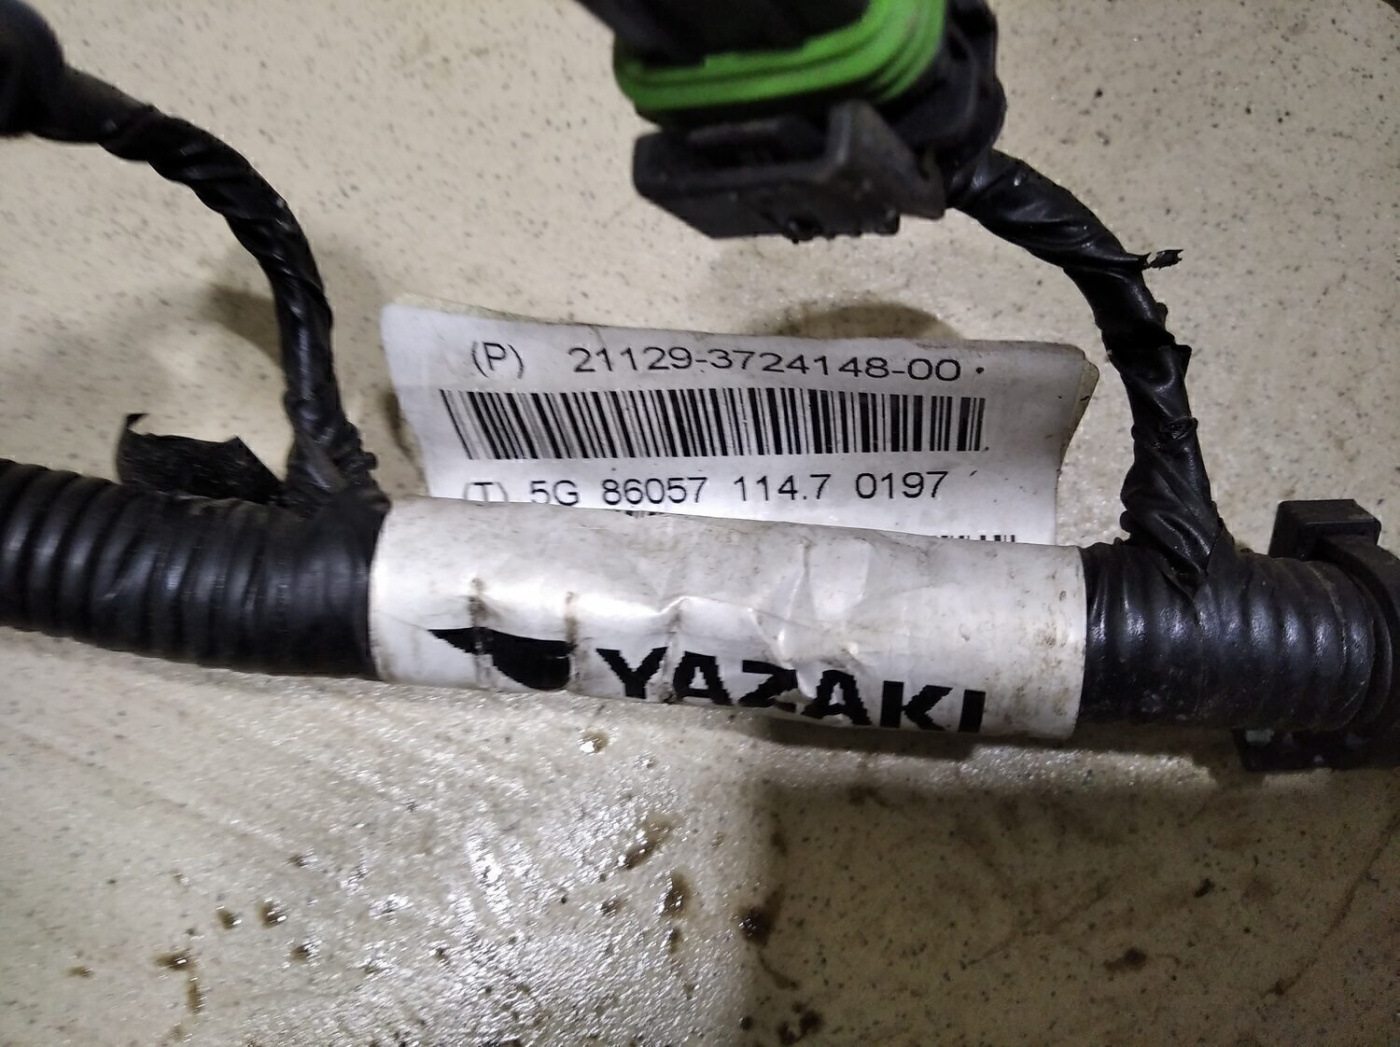 (P) 21129-3724148-00
(T) 5G 86057 114.7 0197
YAZAKI